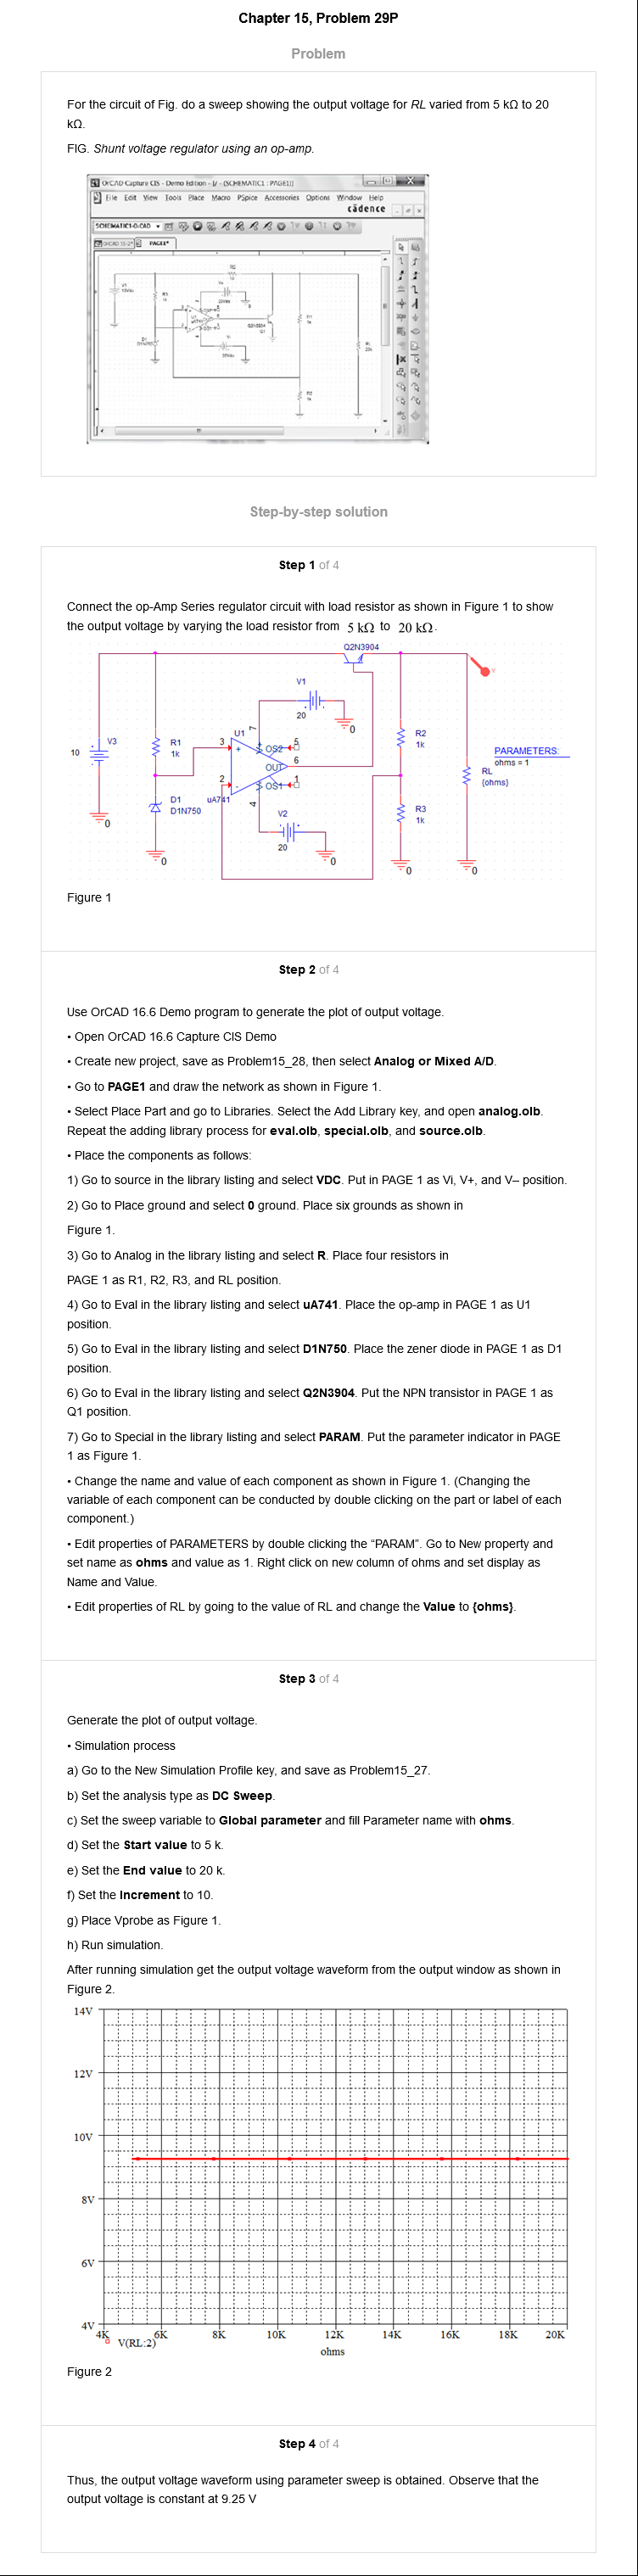 Chapter 15, Problem 29P
Problem
For the circuit of Fig. do a sweep showing the output voltage for RL varied from 5 kΩ to 20
kΩ.
FIG. Shunt voltage regulator using an op-amp.
OrCAD Capture CIS - Demo Edition - [/ - (SCHEMATIC1 : PAGE1)]
File Edit View Tools Place Macro PSpice Accessories Options Window Help
cādence
SCHEMATIC1-O-CAD
PAGE1*
Step-by-step solution
Step 1 of 4
Connect the op-Amp Series regulator circuit with load resistor as shown in Figure 1 to show
the output voltage by varying the load resistor from 5 kΩ to 20 kΩ.
Q2N3904
V1
20
0
V3
10
R1
1k
U1
3
7
+
OS2
5
OUT
6
2
-
OS1
1
4
uA741
R2
1k
PARAMETERS:
ohms = 1
RL
{ohms}
D1
D1N750
V2
20
R3
1k
0
0
0
0
0
Figure 1
Step 2 of 4
Use OrCAD 16.6 Demo program to generate the plot of output voltage.
• Open OrCAD 16.6 Capture CIS Demo
• Create new project, save as Problem15_28, then select Analog or Mixed A/D.
• Go to PAGE1 and draw the network as shown in Figure 1.
• Select Place Part and go to Libraries. Select the Add Library key, and open analog.olb.
Repeat the adding library process for eval.olb, special.olb, and source.olb.
• Place the components as follows:
1) Go to source in the library listing and select VDC. Put in PAGE 1 as Vi, V+, and V– position.
2) Go to Place ground and select 0 ground. Place six grounds as shown in
Figure 1.
3) Go to Analog in the library listing and select R. Place four resistors in
PAGE 1 as R1, R2, R3, and RL position.
4) Go to Eval in the library listing and select uA741. Place the op-amp in PAGE 1 as U1
position.
5) Go to Eval in the library listing and select D1N750. Place the zener diode in PAGE 1 as D1
position.
6) Go to Eval in the library listing and select Q2N3904. Put the NPN transistor in PAGE 1 as
Q1 position.
7) Go to Special in the library listing and select PARAM. Put the parameter indicator in PAGE
1 as Figure 1.
• Change the name and value of each component as shown in Figure 1. (Changing the
variable of each component can be conducted by double clicking on the part or label of each
component.)
• Edit properties of PARAMETERS by double clicking the “PARAM”. Go to New property and
set name as ohms and value as 1. Right click on new column of ohms and set display as
Name and Value.
• Edit properties of RL by going to the value of RL and change the Value to {ohms}.
Step 3 of 4
Generate the plot of output voltage.
• Simulation process
a) Go to the New Simulation Profile key, and save as Problem15_27.
b) Set the analysis type as DC Sweep.
c) Set the sweep variable to Global parameter and fill Parameter name with ohms.
d) Set the Start value to 5 k.
e) Set the End value to 20 k.
f) Set the Increment to 10.
g) Place Vprobe as Figure 1.
h) Run simulation.
After running simulation get the output voltage waveform from the output window as shown in
Figure 2.
14V
12V
10V
8V
6V
4V
4K 6K 8K 10K 12K 14K 16K 18K 20K
V(RL:2)
ohms
Figure 2
Step 4 of 4
Thus, the output voltage waveform using parameter sweep is obtained. Observe that the
output voltage is constant at 9.25 V